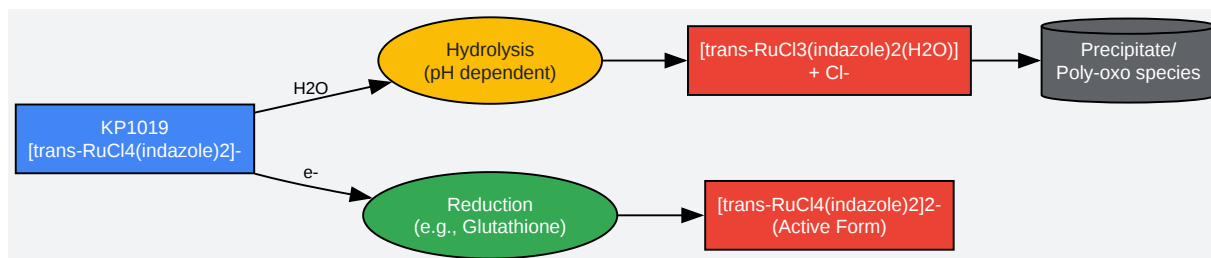 KP1019
[trans-RuCl4(indazole)2]-
H2O
Hydrolysis
(pH dependent)
[trans-RuCl3(indazole)2(H2O)]
+ Cl-
Precipitate/
Poly-oxo species
e-
Reduction
(e.g., Glutathione)
[trans-RuCl4(indazole)2]2-
(Active Form)